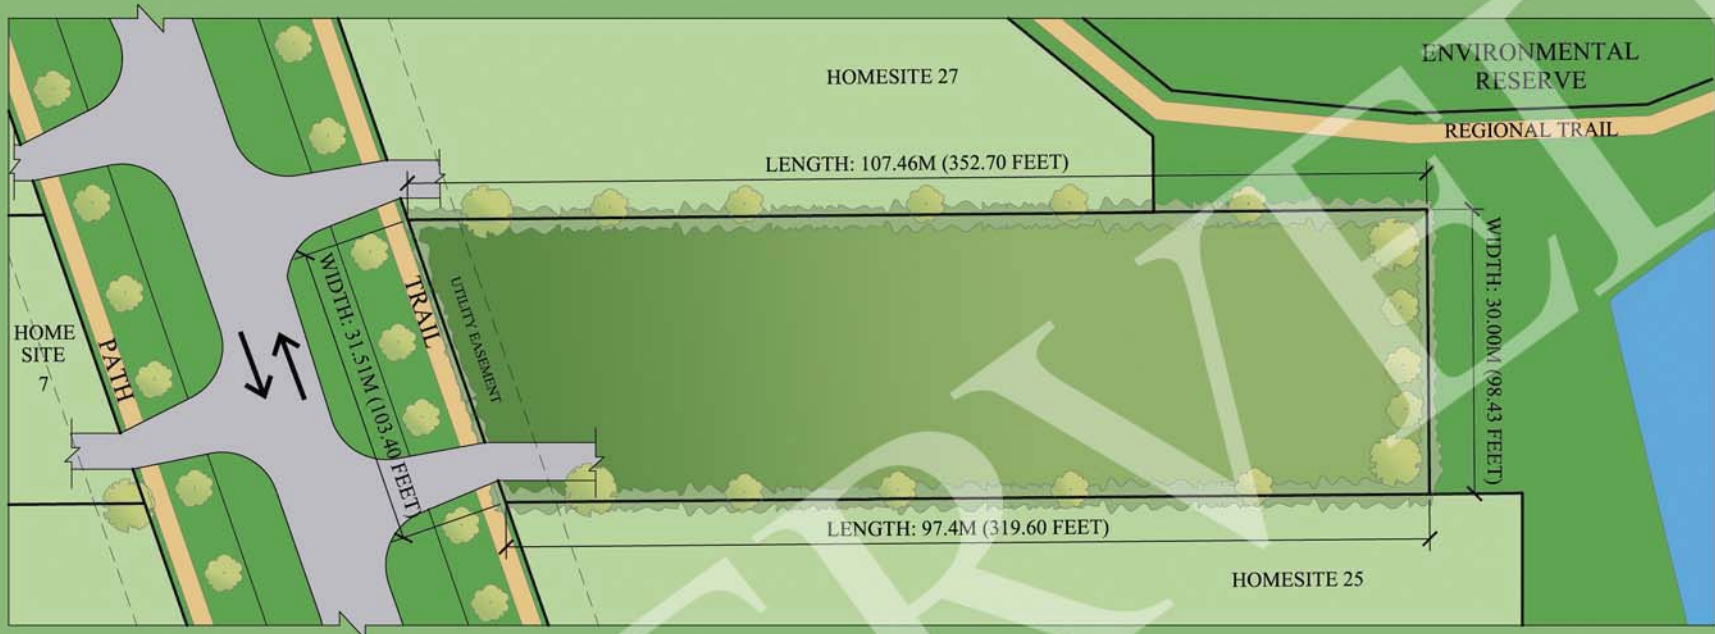 ENVIRONMENTAL
RESERVE
HOMESITE 27
REGIONAL TRAIL
LENGTH: 107.46M (352.70 FEET)
WIDTH: 31.51M (103.40 FEET)
TRAIL
UTILITY EASEMENT
WIDTH: 30.00M (98.43 FEET)
HOME
SITE
7
PATH
LENGTH: 97.4M (319.60 FEET)
HOMESITE 25